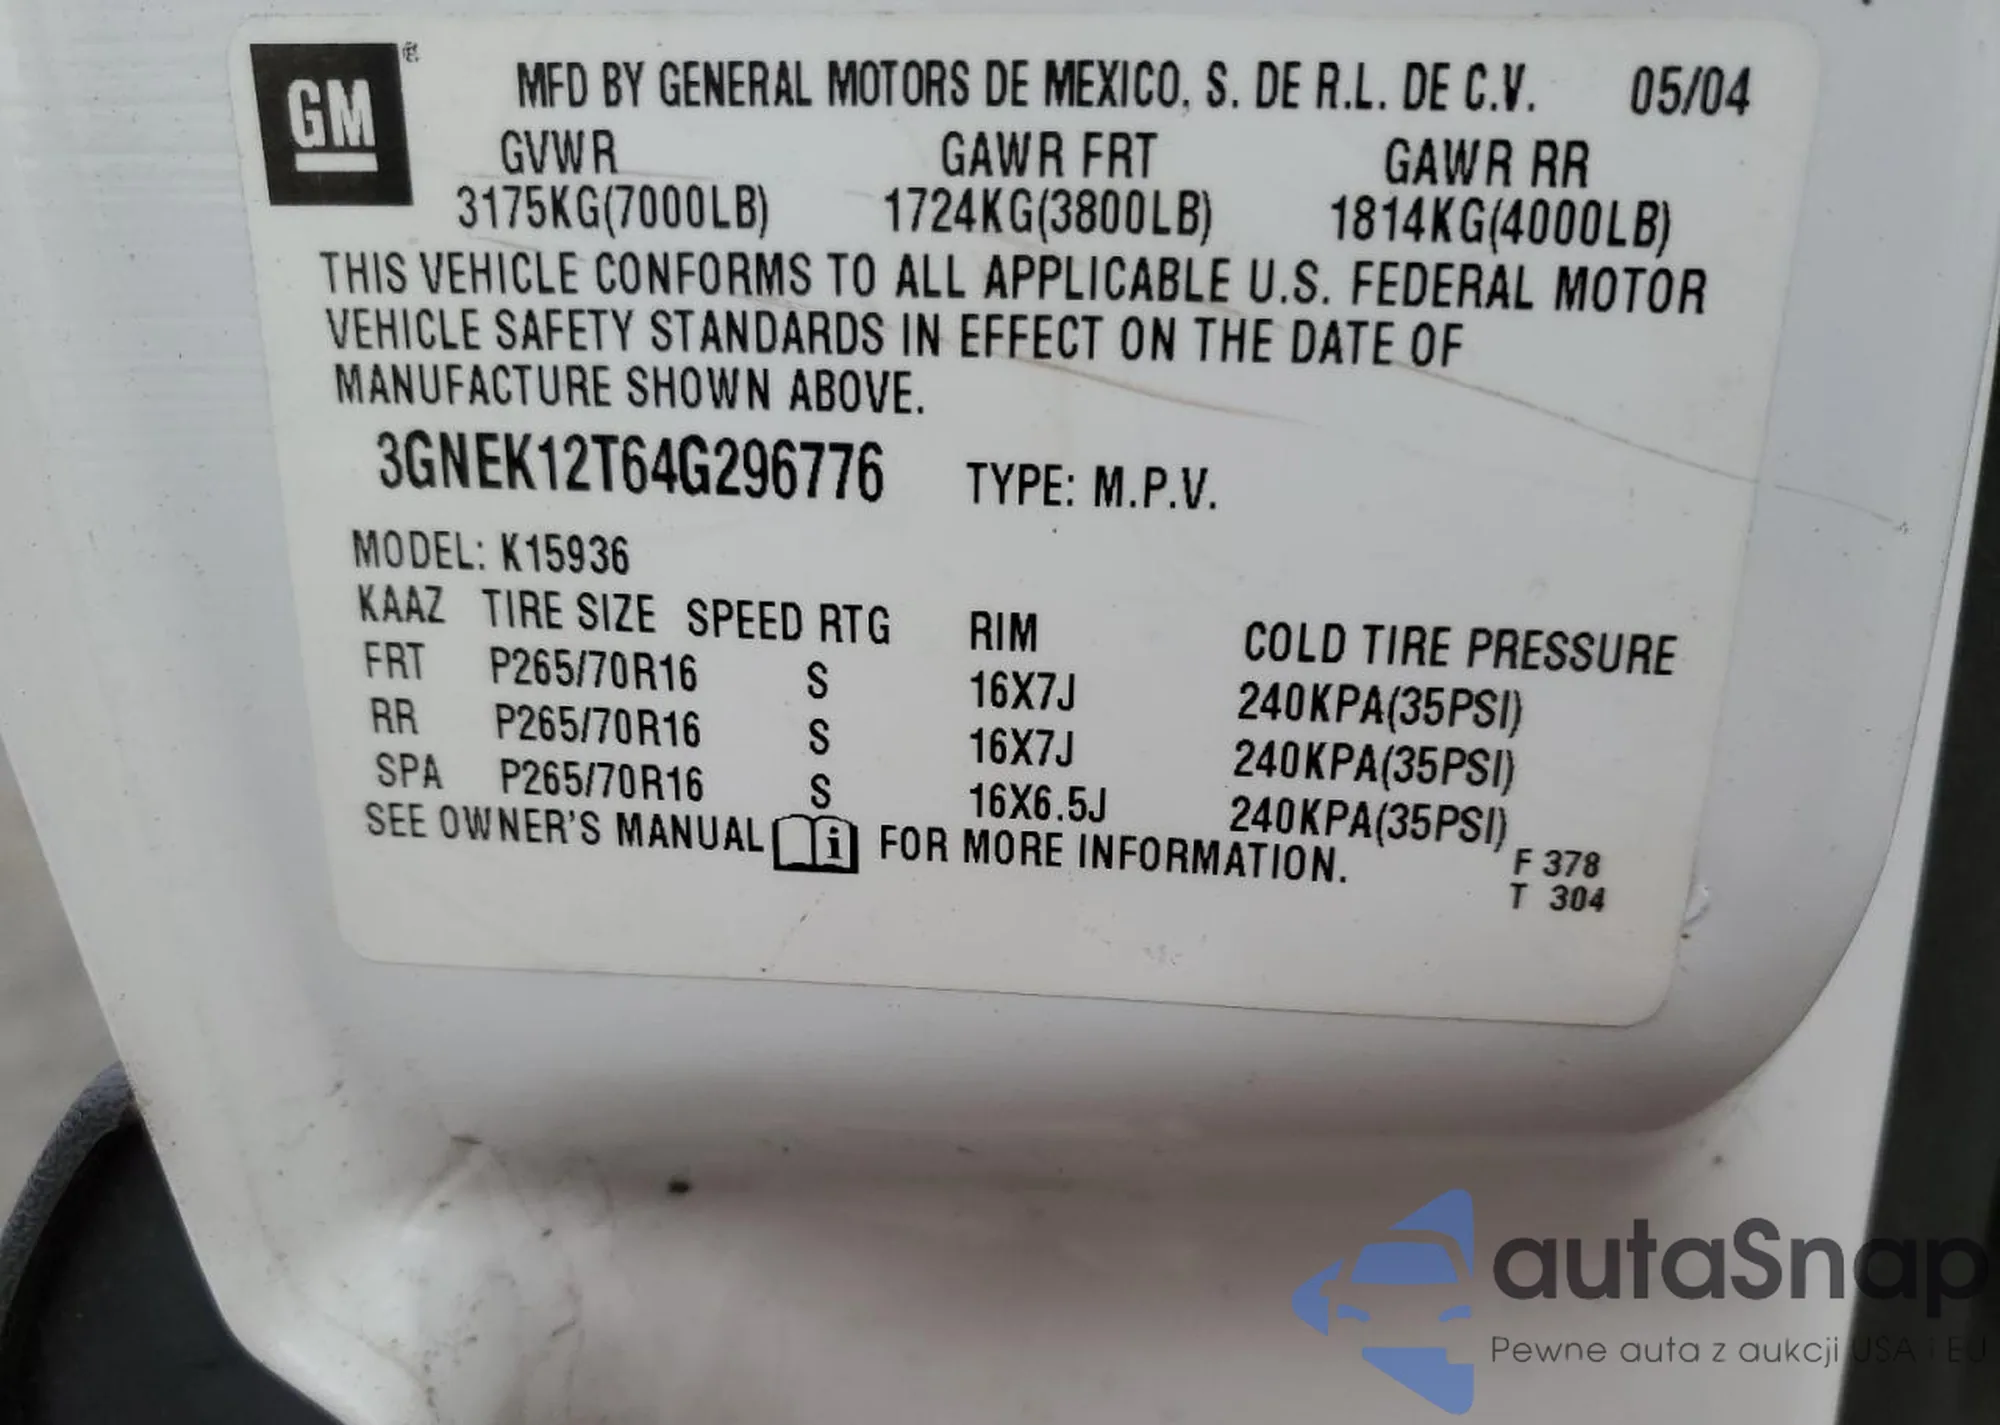 GM
MFD BY GENERAL MOTORS DE MEXICO, S. DE R.L. DE C.V. 05/04
GVWR GAWR FRT GAWR RR
3175KG(7000LB) 1724KG(3800LB) 1814KG(4000LB)
THIS VEHICLE CONFORMS TO ALL APPLICABLE U.S. FEDERAL MOTOR
VEHICLE SAFETY STANDARDS IN EFFECT ON THE DATE OF
MANUFACTURE SHOWN ABOVE.
3GNEK12T64G296776 TYPE: M.P.V.
MODEL: K15936
KAAZ TIRE SIZE SPEED RTG RIM COLD TIRE PRESSURE
FRT P265/70R16 S 16X7J 240KPA(35PSI)
RR P265/70R16 S 16X7J 240KPA(35PSI)
SPA P265/70R16 S 16X6.5J 240KPA(35PSI)
SEE OWNER'S MANUAL i FOR MORE INFORMATION.
F 378
T 304
autaSnap
Pewne auta z aukcji USA i EU